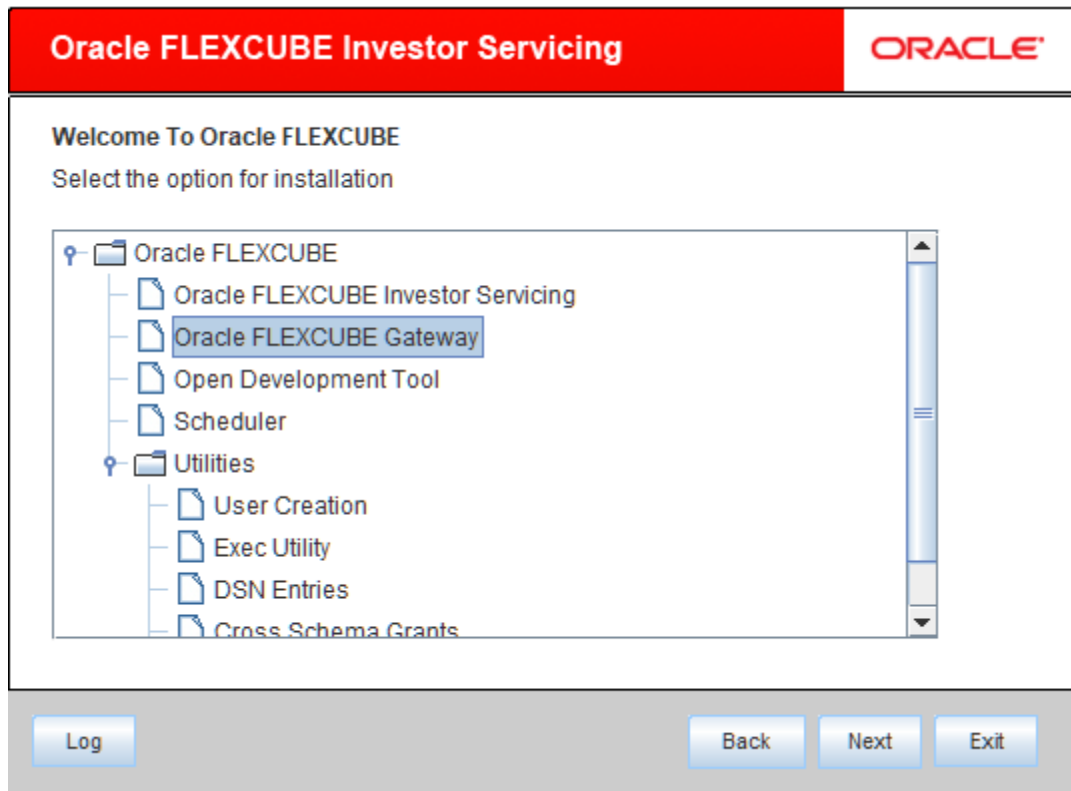 Oracle FLEXCUBE Investor Servicing
ORACLE
Welcome To Oracle FLEXCUBE
Select the option for installation
Oracle FLEXCUBE
Oracle FLEXCUBE Investor Servicing
Oracle FLEXCUBE Gateway
Open Development Tool
Scheduler
Utilities
User Creation
Exec Utility
DSN Entries
Cross Schema Grants
Log
Back
Next
Exit